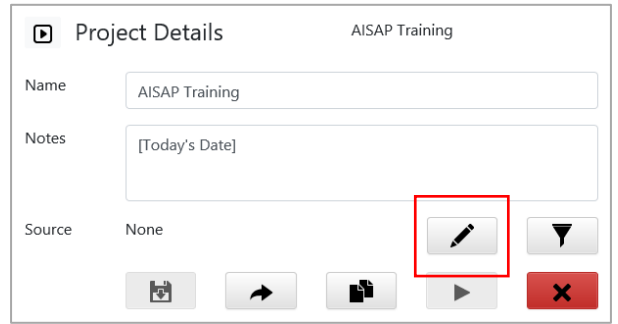 Project Details AISAP Training
Name AISAP Training
Notes [Today's Date]
Source None